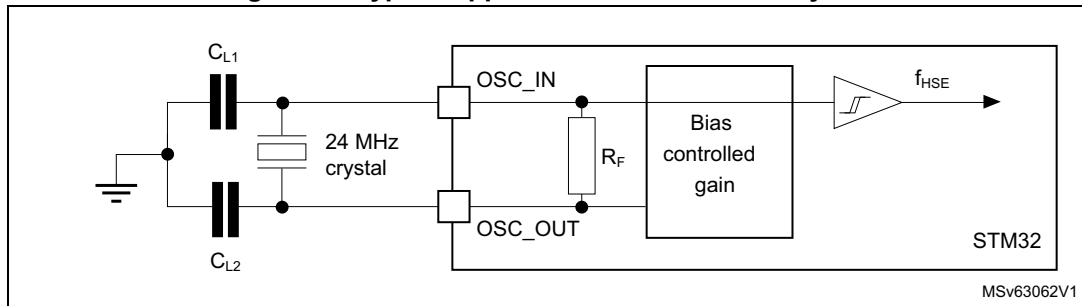 C_L1
OSC_IN
f_HSE
24 MHz
crystal
R_F
Bias
controlled
gain
OSC_OUT
STM32
C_L2
MSv63062V1